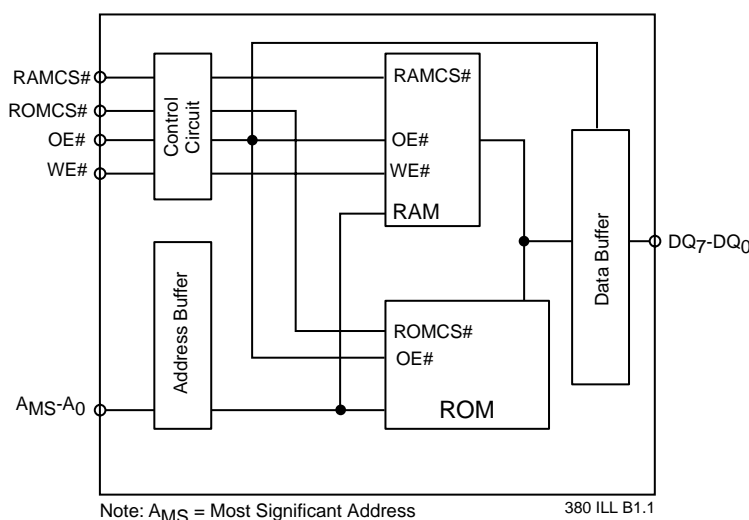 RAMCS#
ROMCS#
OE#
WE#
Control
Circuit
RAMCS#
OE#
WE#
RAM
Address Buffer
AMS-A0
ROMCS#
OE#
ROM
Data Buffer
DQ7-DQ0
Note: AMS = Most Significant Address
380 ILL B1.1